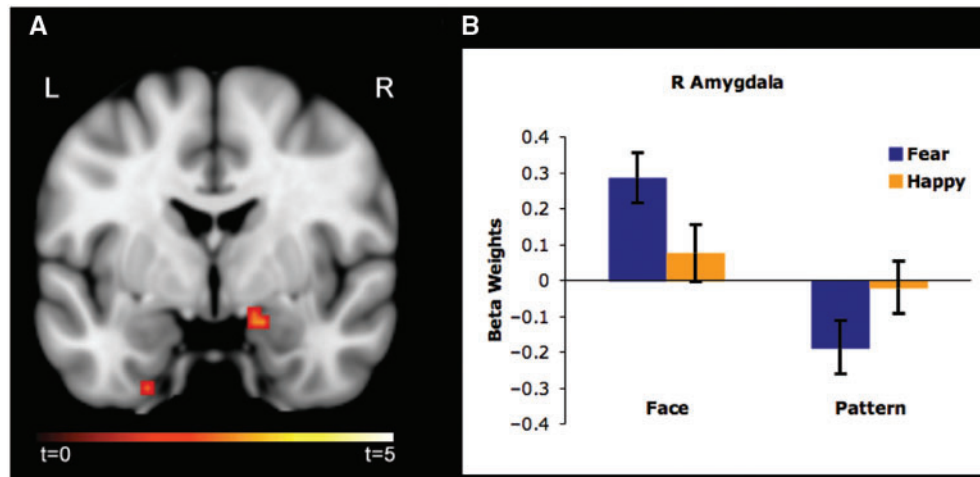 A
L
R
t=0
t=5
B
R Amygdala
Fear
Happy
Beta Weights
0.4
0.3
0.2
0.1
0
−0.1
−0.2
−0.3
−0.4
Face
Pattern